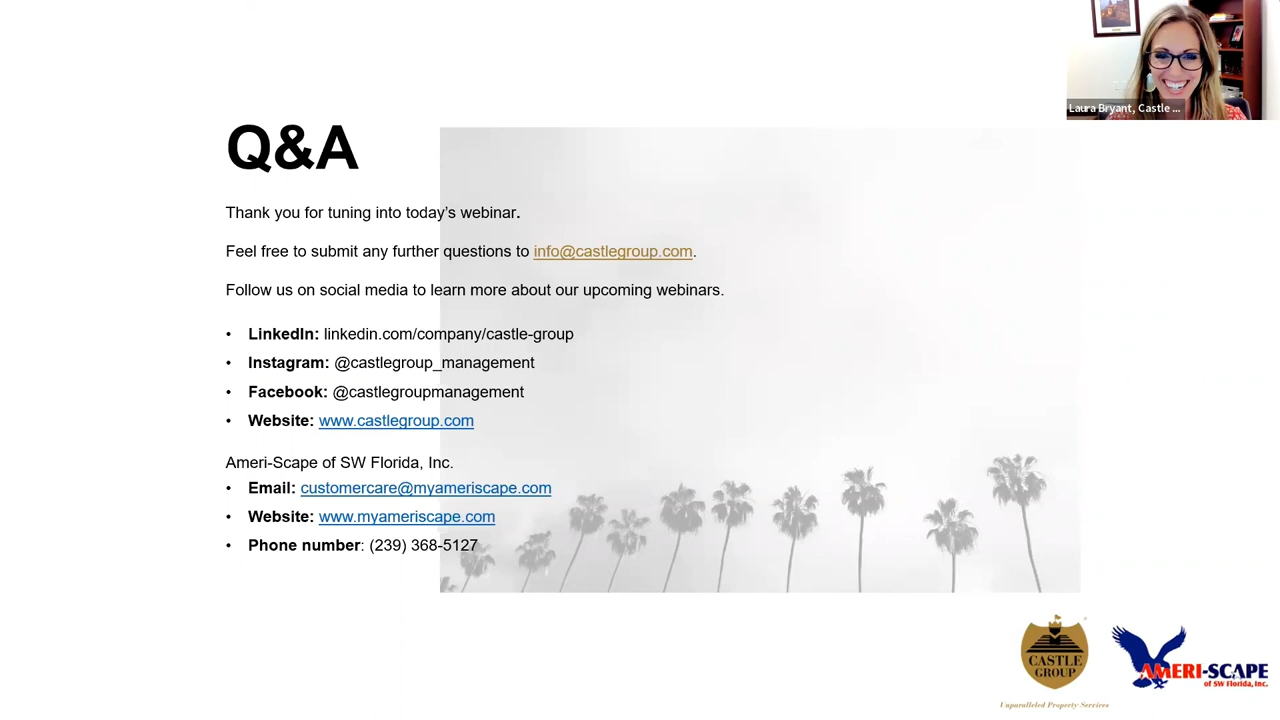 Laura Bryant, Castle ...
Q&A
Thank you for tuning into today's webinar.
Feel free to submit any further questions to info@castlegroup.com.
Follow us on social media to learn more about our upcoming webinars.
• LinkedIn: linkedin.com/company/castle-group
• Instagram: @castlegroup_management
• Facebook: @castlegroupmanagement
• Website: www.castlegroup.com
Ameri-Scape of SW Florida, Inc.
• Email: customercare@myameriscape.com
• Website: www.myameriscape.com
• Phone number: (239) 368-5127
CASTLE
GROUP
Unparalleled Property Services
AMERI-SCAPE
of SW Florida, Inc.